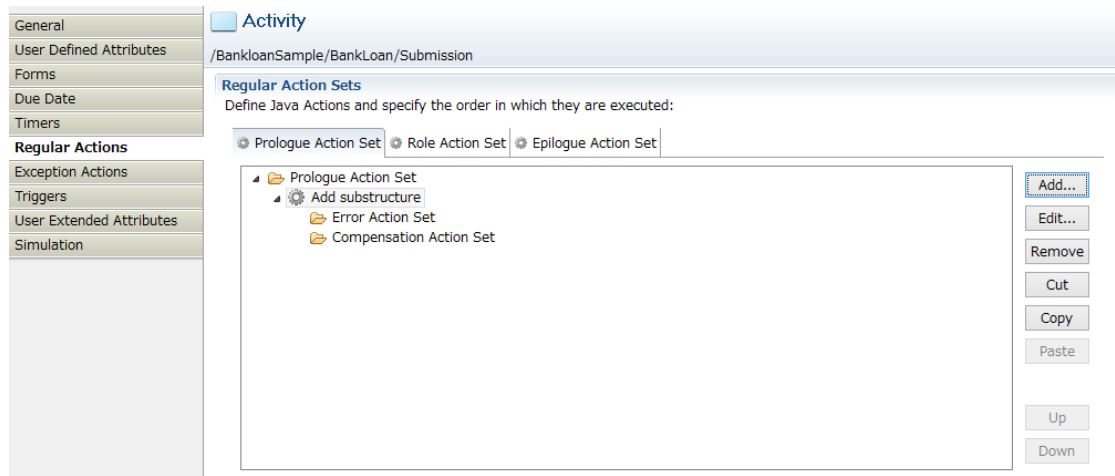 Activity
General
User Defined Attributes
/BankloanSample/BankLoan/Submission
Forms
Regular Action Sets
Due Date
Define Java Actions and specify the order in which they are executed:
Timers
Regular Actions
Prologue Action Set Role Action Set Epilogue Action Set
Exception Actions
Prologue Action Set
Add...
Triggers
Add substructure
User Extended Attributes
Error Action Set
Edit...
Simulation
Compensation Action Set
Remove
Cut
Copy
Paste
Up
Down